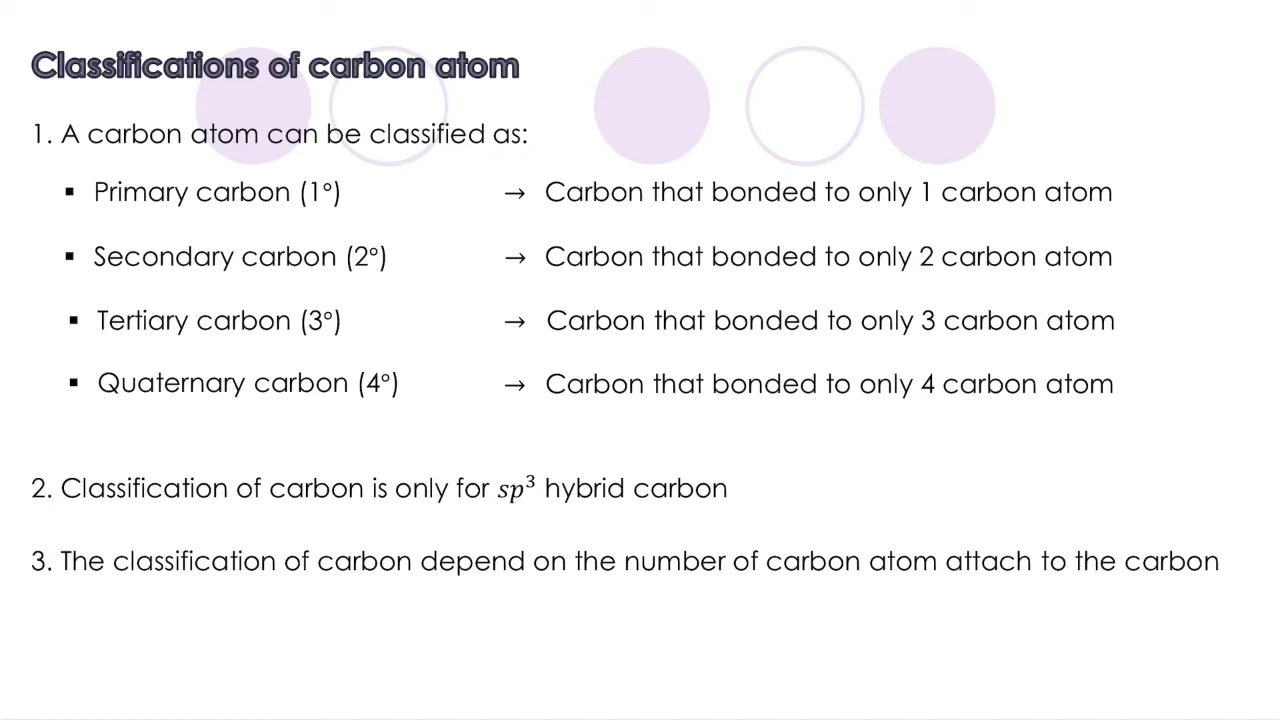 Classifications of carbon atom
1. A carbon atom can be classified as:
▪ Primary carbon (1°) → Carbon that bonded to only 1 carbon atom
▪ Secondary carbon (2°) → Carbon that bonded to only 2 carbon atom
▪ Tertiary carbon (3°) → Carbon that bonded to only 3 carbon atom
▪ Quaternary carbon (4°) → Carbon that bonded to only 4 carbon atom
2. Classification of carbon is only for sp³ hybrid carbon
3. The classification of carbon depend on the number of carbon atom attach to the carbon